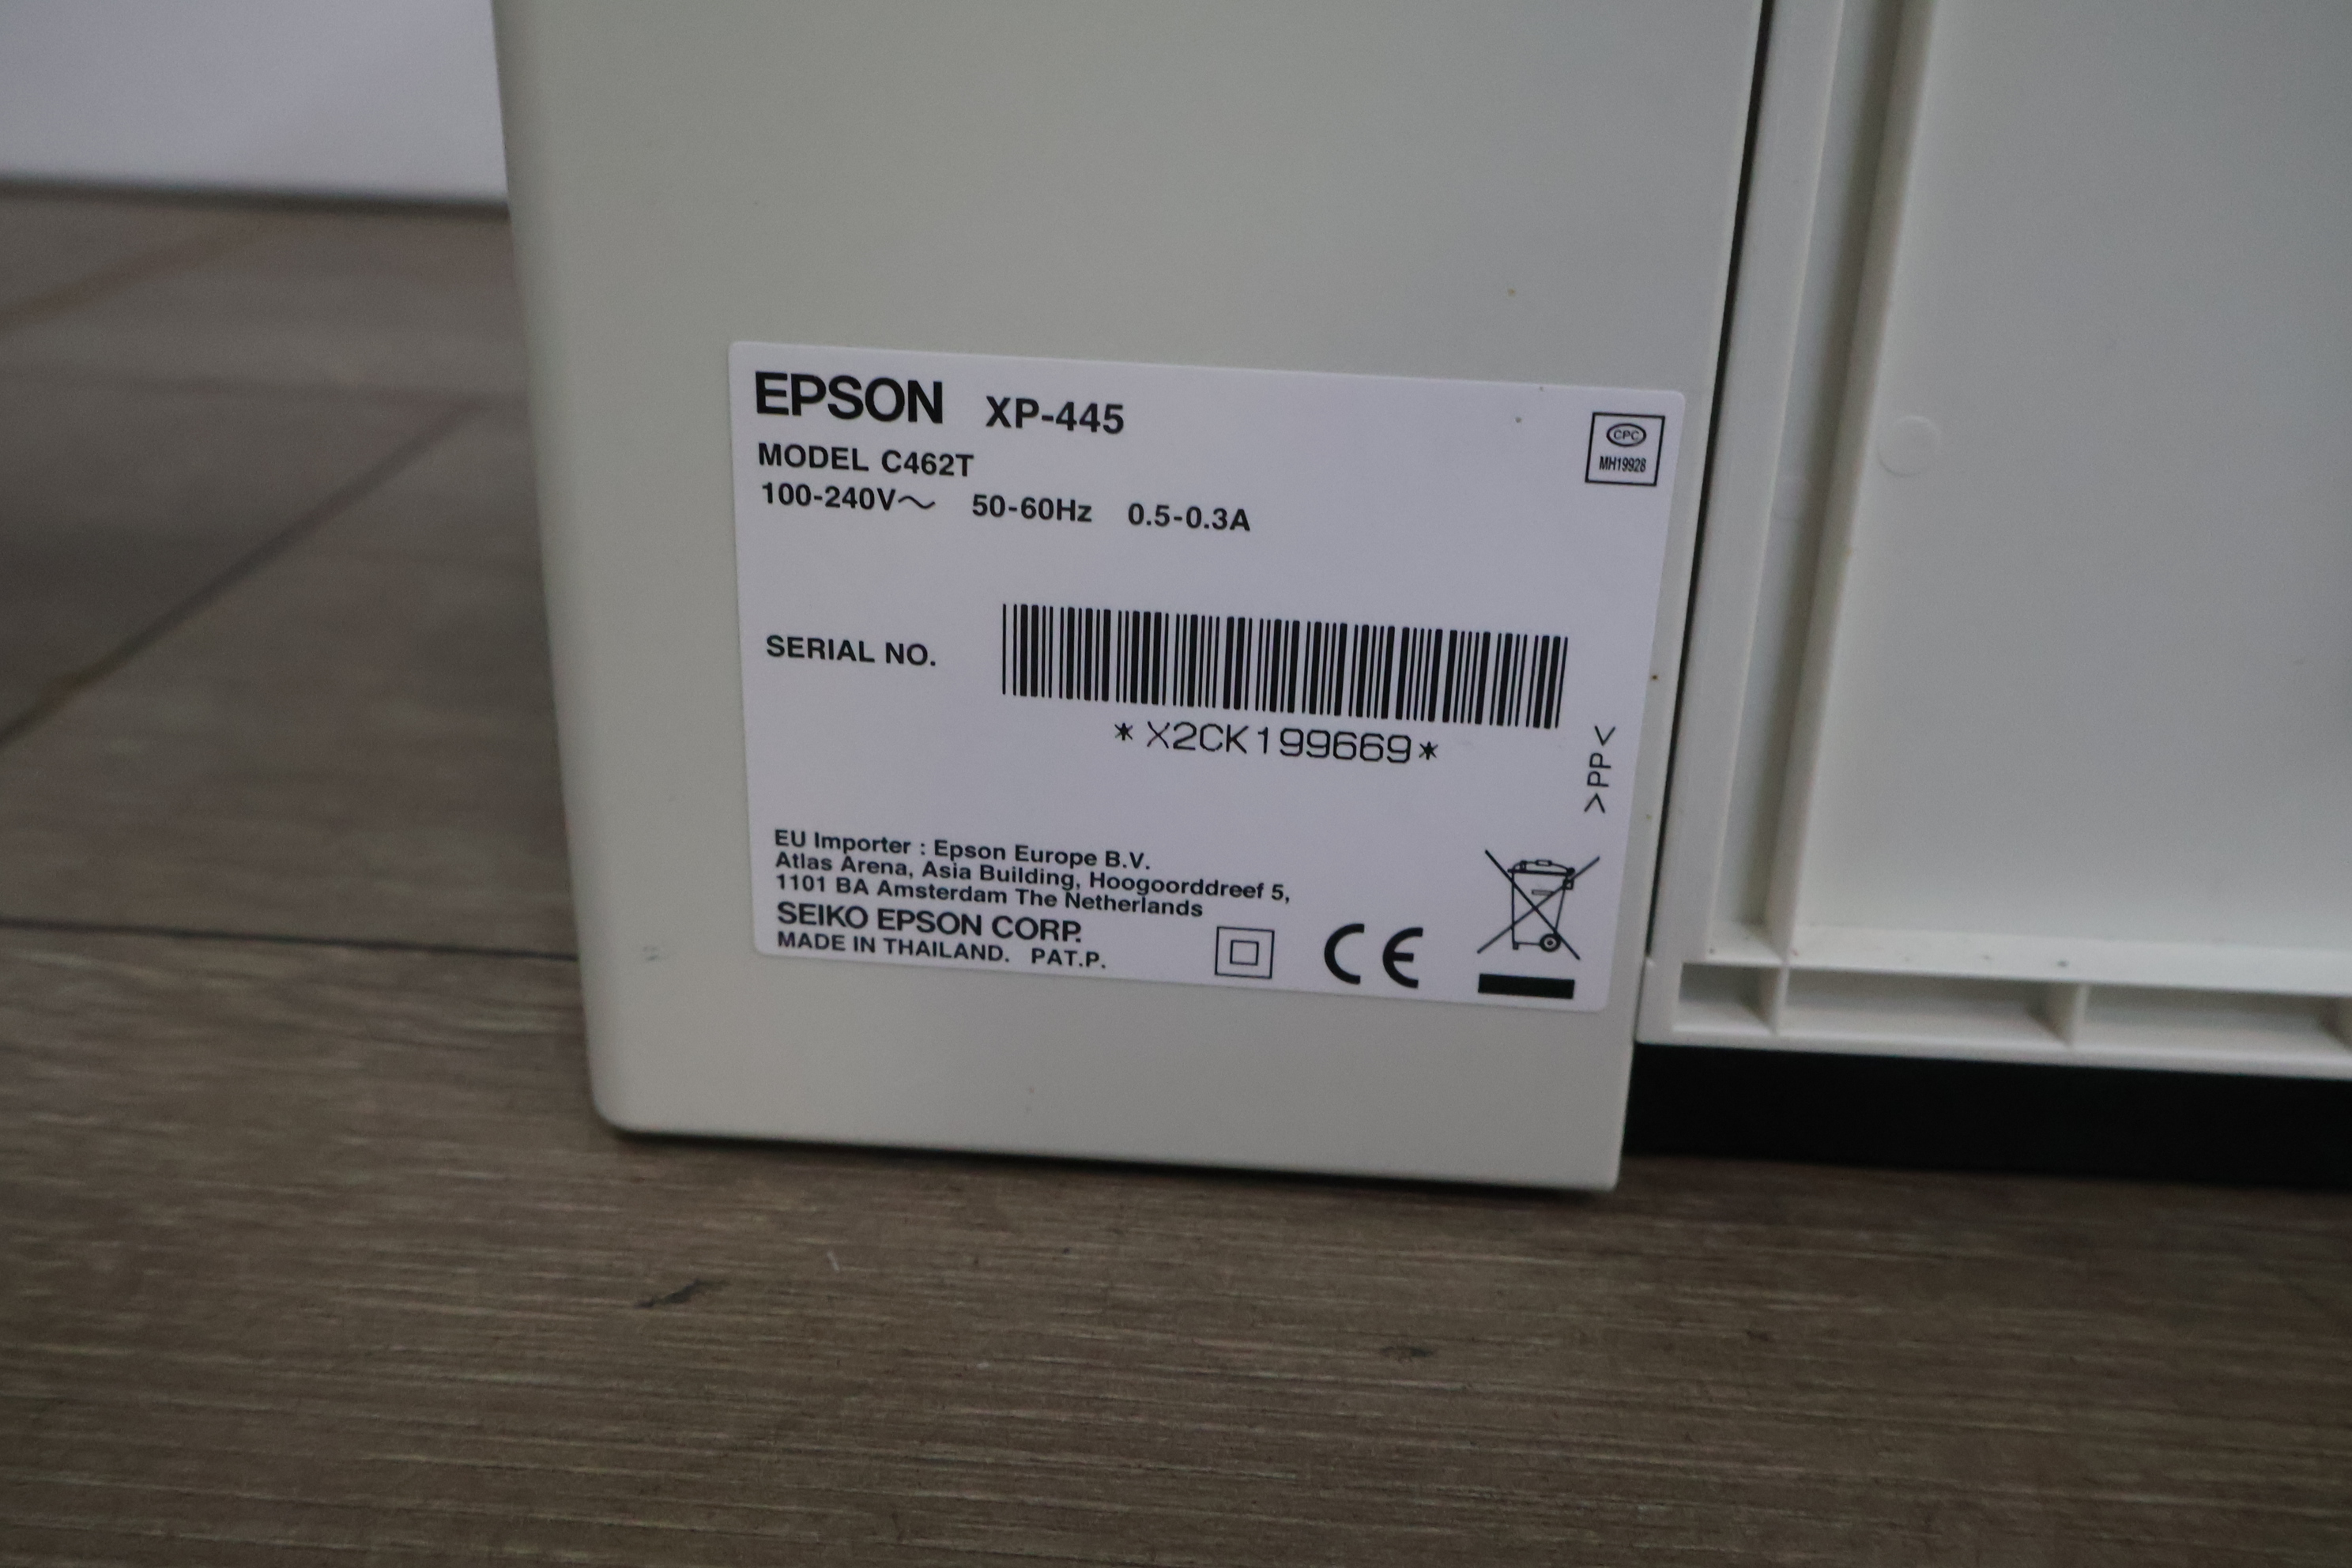 EPSON XP-445
CPC
MH19928
MODEL C462T
100-240V～ 50-60Hz 0.5-0.3A
SERIAL NO.
*X2CK199669*
>PP<
EU Importer : Epson Europe B.V.
Atlas Arena, Asia Building, Hoogoorddreef 5,
1101 BA Amsterdam The Netherlands
SEIKO EPSON CORP.
MADE IN THAILAND. PAT.P.
CE